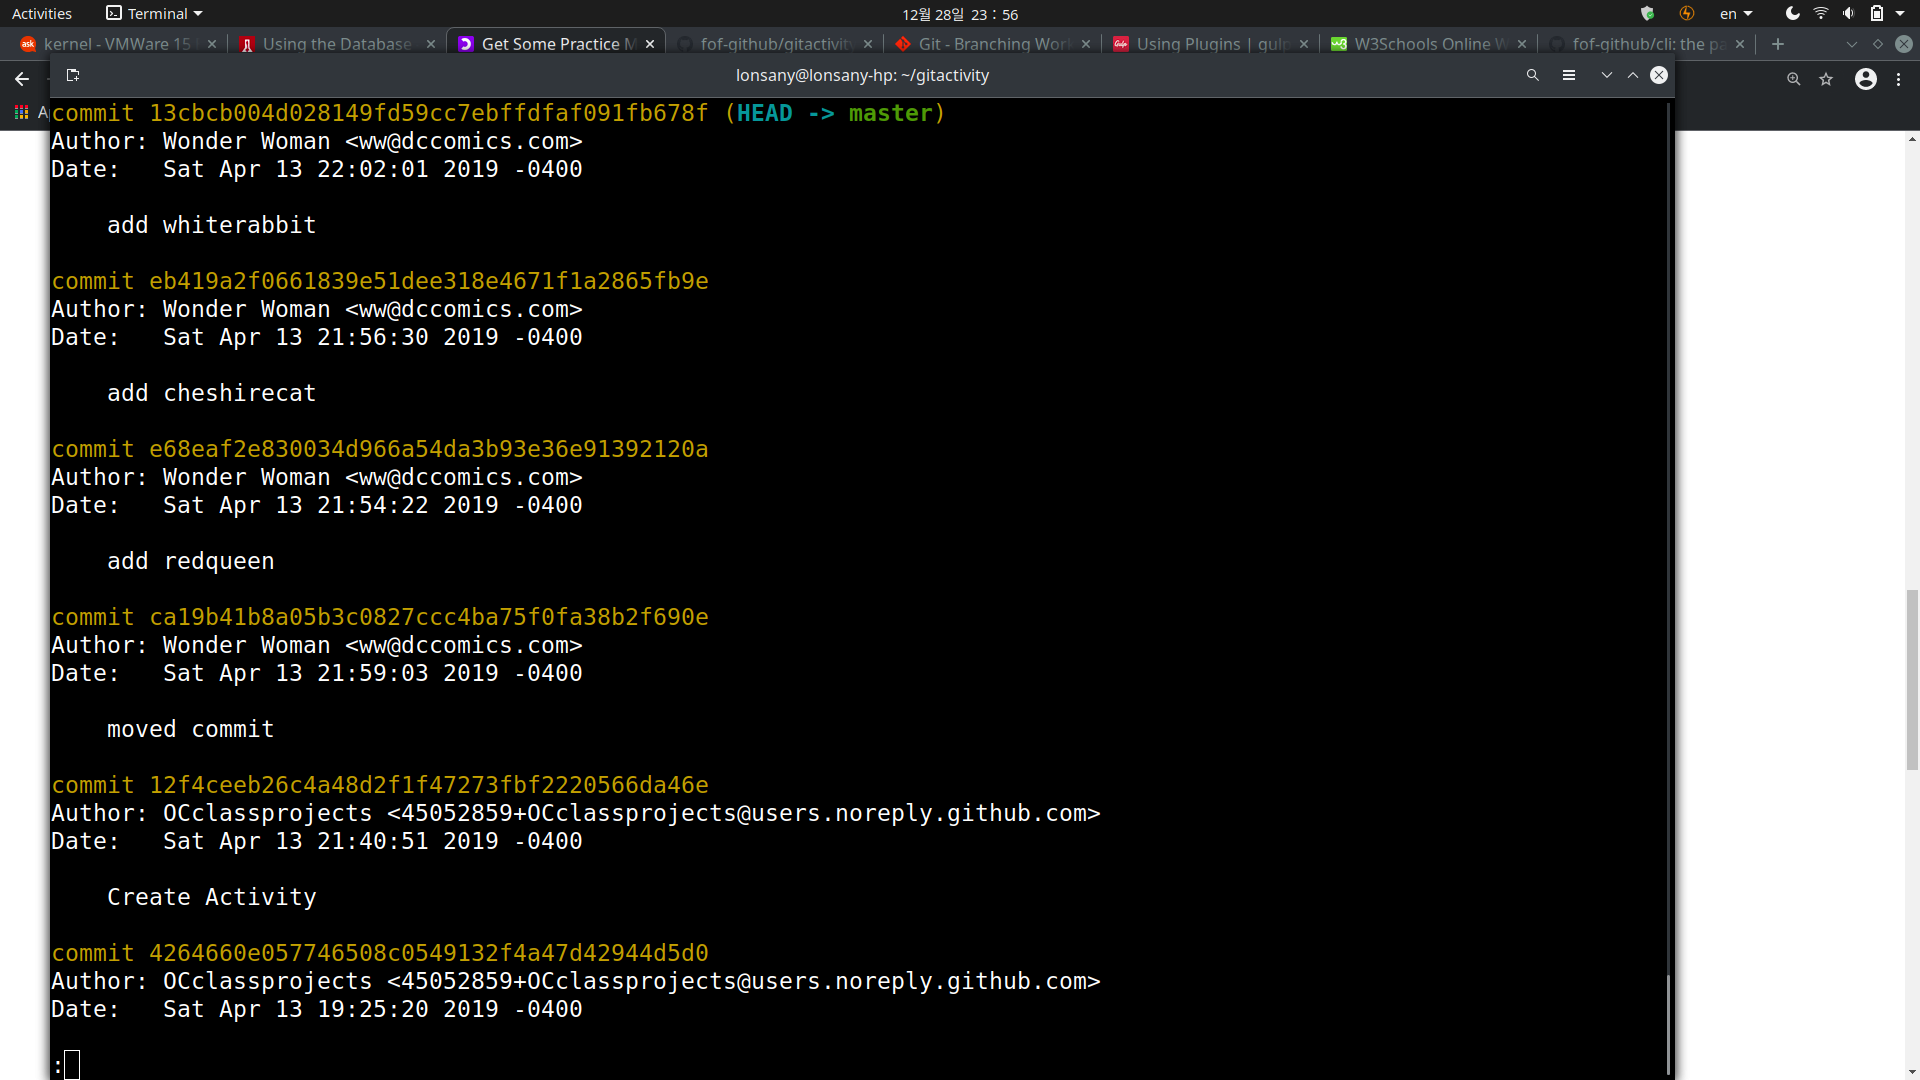 Activities Terminal 12월 28일 23 : 56 en
kernel - VMWare 15 Using the Database Get Some Practice M fof-github/gitactivity Git - Branching Work Using Plugins | gulp W3Schools Online W fof-github/cli: the pa
lonsany@lonsany-hp: ~/gitactivity
A
commit 13cbcb004d028149fd59cc7ebffdfaf091fb678f (HEAD -> master)
Author: Wonder Woman <ww@dccomics.com>
Date:   Sat Apr 13 22:02:01 2019 -0400
add whiterabbit
commit eb419a2f0661839e51dee318e4671f1a2865fb9e
Author: Wonder Woman <ww@dccomics.com>
Date:   Sat Apr 13 21:56:30 2019 -0400
add cheshirecat
commit e68eaf2e830034d966a54da3b93e36e91392120a
Author: Wonder Woman <ww@dccomics.com>
Date:   Sat Apr 13 21:54:22 2019 -0400
add redqueen
commit ca19b41b8a05b3c0827ccc4ba75f0fa38b2f690e
Author: Wonder Woman <ww@dccomics.com>
Date:   Sat Apr 13 21:59:03 2019 -0400
moved commit
commit 12f4ceeb26c4a48d2f1f47273fbf2220566da46e
Author: OCclassprojects <45052859+OCclassprojects@users.noreply.github.com>
Date:   Sat Apr 13 21:40:51 2019 -0400
Create Activity
commit 4264660e057746508c0549132f4a47d42944d5d0
Author: OCclassprojects <45052859+OCclassprojects@users.noreply.github.com>
Date:   Sat Apr 13 19:25:20 2019 -0400
: